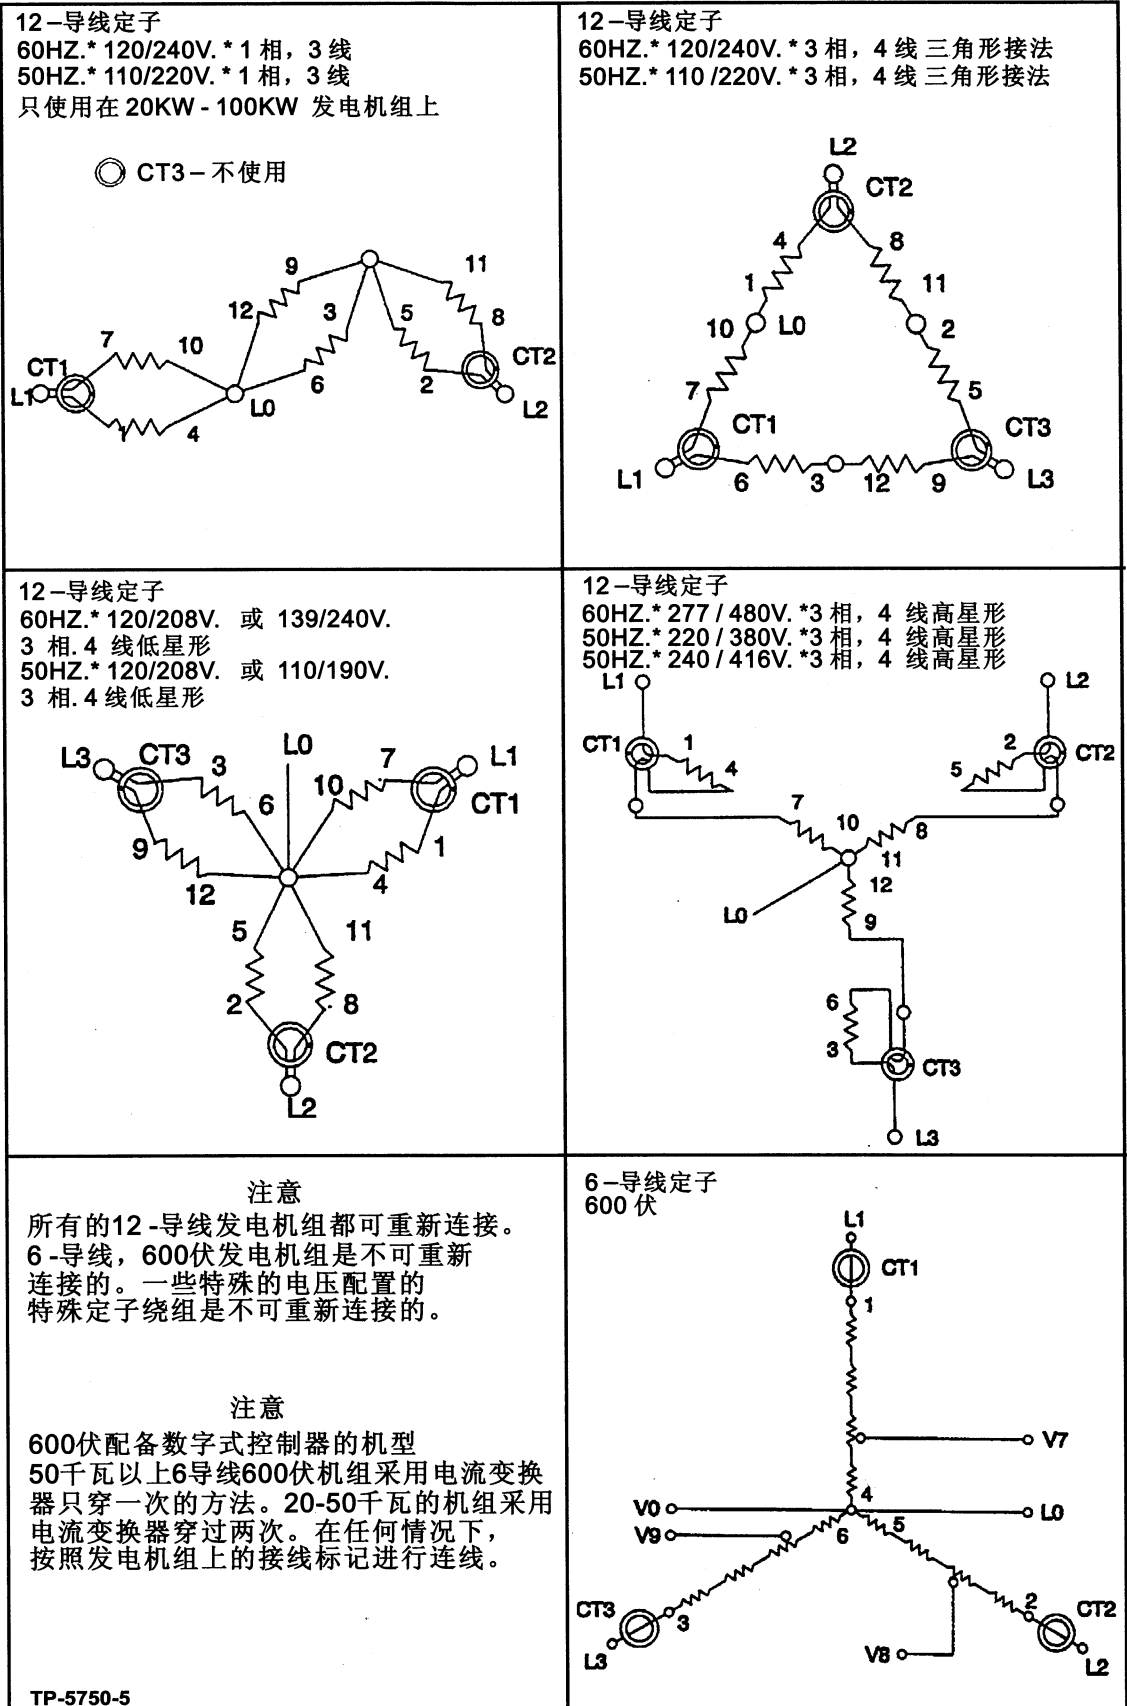 12 –导线定子
60HZ.* 120/240V. * 1 相，3 线
50HZ.* 110/220V. * 1 相，3 线
只使用在 20KW - 100KW 发电机组上
CT3 – 不使用
9
11
12
3
5
8
7
10
CT1
CT2
6
2
L1
L0
L2
1
4
12 –导线定子
60HZ.* 120/240V. * 3 相，4 线 三角形接法
50HZ.* 110 /220V. * 3 相，4 线 三角形接法
L2
CT2
4
8
1
11
10
L0
2
7
5
CT1
CT3
L1
6
3
12
9
L3
12 –导线定子
60HZ.* 120/208V. 或 139/240V.
3 相. 4 线低星形
50HZ.* 120/208V. 或 110/190V.
3 相. 4 线低星形
L3
CT3
3
L0
7
L1
10
6
CT1
9
1
12
4
5
11
2
8
CT2
L2
12 –导线定子
60HZ.* 277 / 480V. *3 相，4 线高星形
50HZ.* 220 / 380V. *3 相，4 线高星形
50HZ.* 240 / 416V. *3 相，4 线高星形
L1
L2
CT1
1
2
CT2
4
5
7
10
8
11
12
L0
9
6
3
CT3
L3
注意
所有的12 -导线发电机组都可重新连接。
6 -导线，600伏发电机组是不可重新
连接的。一些特殊的电压配置的
特殊定子绕组是不可重新连接的。
注意
600伏配备数字式控制器的机型
50千瓦以上6导线600伏机组采用电流变换
器只穿一次的方法。20-50千瓦的机组采用
电流变换器穿过两次。在任何情况下，
按照发电机组上的接线标记进行连线。
TP-5750-5
6 –导线定子
600 伏
L1
CT1
1
V7
4
V0
L0
V9
6
5
CT3
3
2
CT2
L3
V8
L2